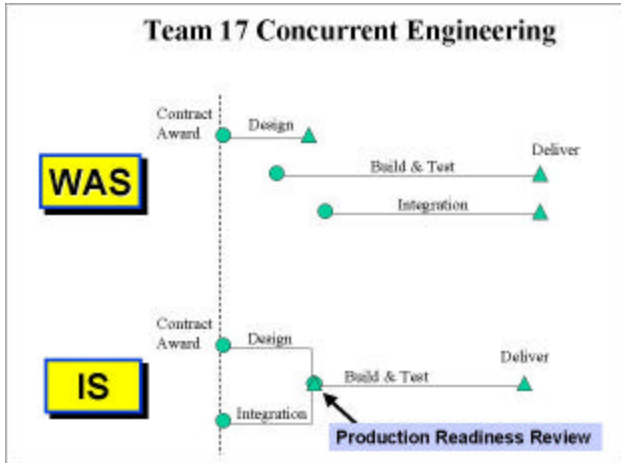 Team 17 Concurrent Engineering
Contract
Award
Design
Deliver
WAS
Build & Test
Integration
Contract
Award
Design
Deliver
IS
Build & Test
Integration
Production Readiness Review